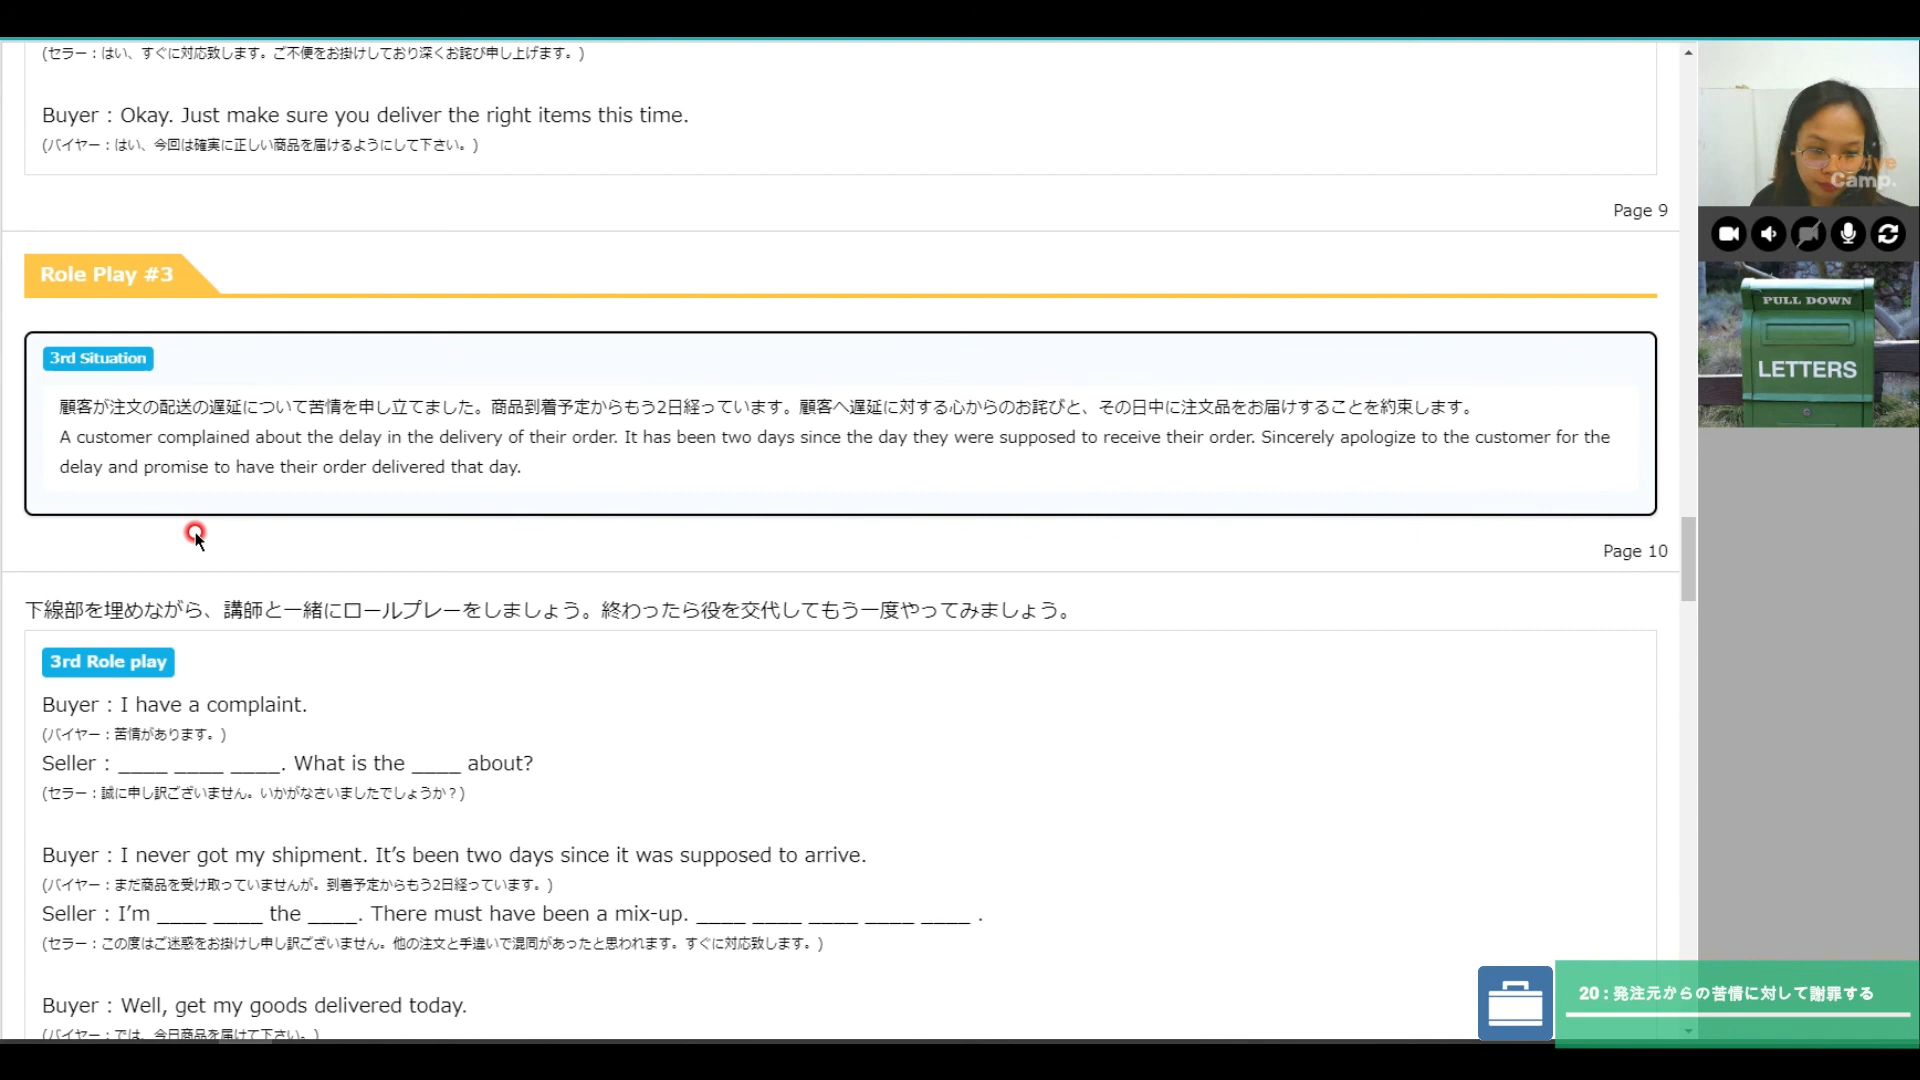 (セラー：はい、すぐに対応致します。ご不便をお掛けしており深くお詫び申し上げます。)
Buyer : Okay. Just make sure you deliver the right items this time.
(バイヤー：はい、今回は確実に正しい商品を届けるようにして下さい。)
Page 9
Role Play #3
3rd Situation
顧客が注文の配送の遅延について苦情を申し立てました。商品到着予定からもう2日経っています。顧客へ遅延に対する心からのお詫びと、その日中に注文品をお届けすることを約束します。
A customer complained about the delay in the delivery of their order. It has been two days since the day they were supposed to receive their order. Sincerely apologize to the customer for the
delay and promise to have their order delivered that day.
Page 10
下線部を埋めながら、講師と一緒にロールプレーをしましょう。終わったら役を交代してもう一度やってみましょう。
3rd Role play
Buyer : I have a complaint.
(バイヤー：苦情があります。)
Seller : ____ ____ ____. What is the ____ about?
(セラー：誠に申し訳ございません。いかがなさいましたでしょうか？)
Buyer : I never got my shipment. It’s been two days since it was supposed to arrive.
(バイヤー：まだ商品を受け取っていませんが。到着予定からもう2日経っています。)
Seller : I’m ____ ____ the ____. There must have been a mix-up. ____ ____ ____ ____ ____ .
(セラー：この度はご迷惑をお掛けし申し訳ございません。他の注文と手違いで混同があったと思われます。すぐに対応致します。)
Buyer : Well, get my goods delivered today.
(バイヤー：では、今日商品を届けて下さい。)
Native
Camp.
PULL DOWN
LETTERS
20 : 発注元からの苦情に対して謝罪する